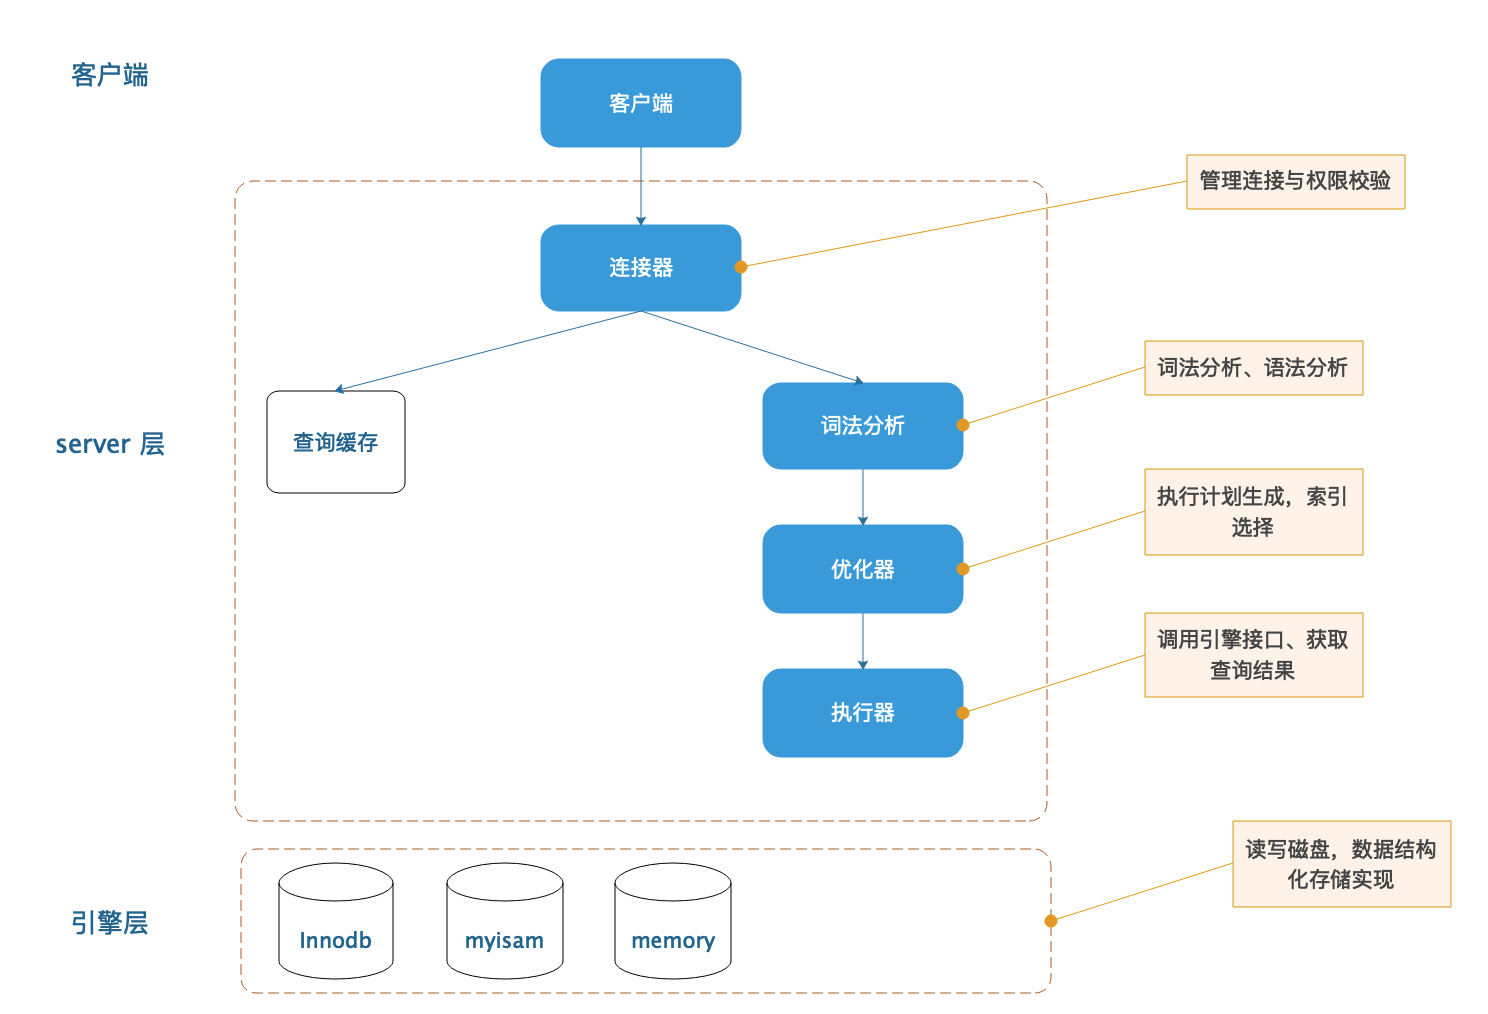 客户端
客户端
管理连接与权限校验
连接器
词法分析、语法分析
词法分析
server 层
查询缓存
执行计划生成，索引
选择
优化器
调用引擎接口、获取
查询结果
执行器
读写磁盘，数据结构
化存储实现
引擎层
Innodb
myisam
memory